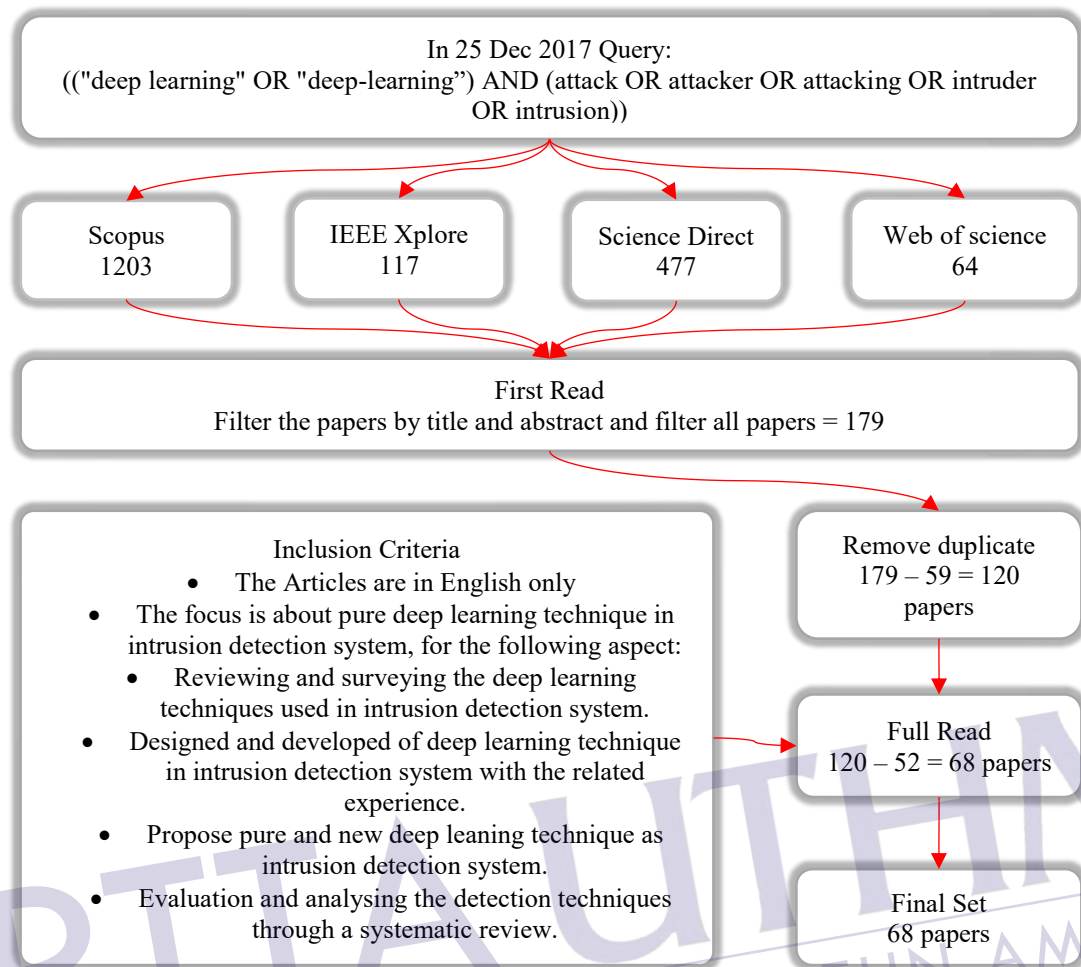 In 25 Dec 2017 Query:
(("deep learning" OR "deep-learning”) AND (attack OR attacker OR attacking OR intruder
OR intrusion))
Scopus
1203
IEEE Xplore
117
Science Direct
477
Web of science
64
First Read
Filter the papers by title and abstract and filter all papers = 179
Remove duplicate
179 – 59 = 120
papers
Inclusion Criteria
• The Articles are in English only
• The focus is about pure deep learning technique in
intrusion detection system, for the following aspect:
• Reviewing and surveying the deep learning
techniques used in intrusion detection system.
• Designed and developed of deep learning technique
in intrusion detection system with the related
experience.
• Propose pure and new deep leaning technique as
intrusion detection system.
• Evaluation and analysing the detection techniques
through a systematic review.
Full Read
120 – 52 = 68 papers
Final Set
68 papers
PTTA UTHM
TUN AM